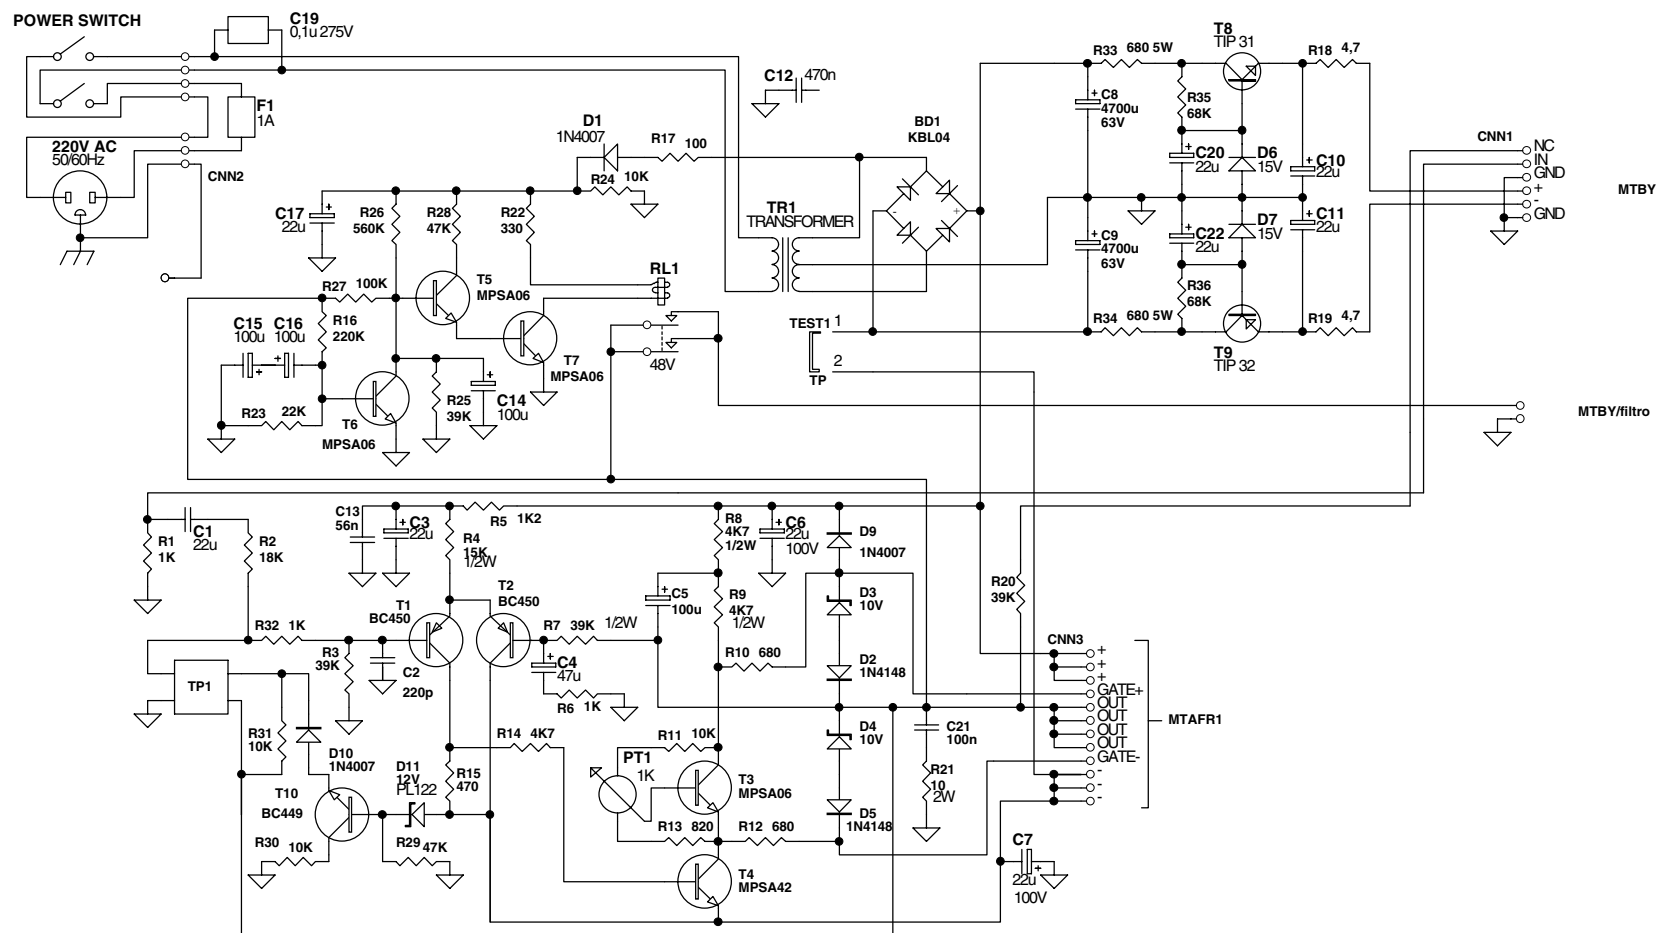 POWER SWITCH
C19
0,1u 275V
F1
1A
220V AC
50/60Hz
CNN2
C12
470n
D1
1N4007
R17 100
R24 10K
C17
22u
R26
560K
R28
47K
R22
330
R27 100K
T5
MPSA06
RL1
C15
100u
C16
100u
R16
220K
T7
MPSA06
48V
R23 22K
T6
MPSA06
R25
39K
C14
100u
TR1
TRANSFORMER
BD1
KBL04
-
+
TEST1
1
2
TP
R33 680 5W
T8
TIP 31
R18 4,7
C8
4700u
63V
R35
68K
C20
22u
D6
15V
C10
22u
C9
4700u
63V
C22
22u
D7
15V
C11
22u
R36
68K
R34 680 5W
T9
TIP 32
R19 4,7
CNN1
NC
IN
GND
+
-
GND
MTBY
MTBY/filtro
R1
1K
C1
22u
R2
18K
C13
56n
C3
22u
R5 1K2
R4
15K
1/2W
R8
4K7
1/2W
C6
22u
100V
D9
1N4007
T1
BC450
T2
BC450
C5
100u
R9
4K7
1/2W
D3
10V
R20
39K
R32 1K
R3
39K
C2
220p
R7 39K 1/2W
C4
47u
R6 1K
R10 680
D2
1N4148
CNN3
+
+
+
GATE+
OUT
OUT
OUT
OUT
GATE-
-
-
-
MTAFR1
TP1
R31
10K
D10
1N4007
R14 4K7
R11 10K
PT1
1K
D4
10V
C21
100n
T10
BC449
D11
12V
PL122
R15
470
T3
MPSA06
R21
10
2W
R13 820
R12 680
D5
1N4148
R30 10K
R29 47K
T4
MPSA42
C7
22u
100V